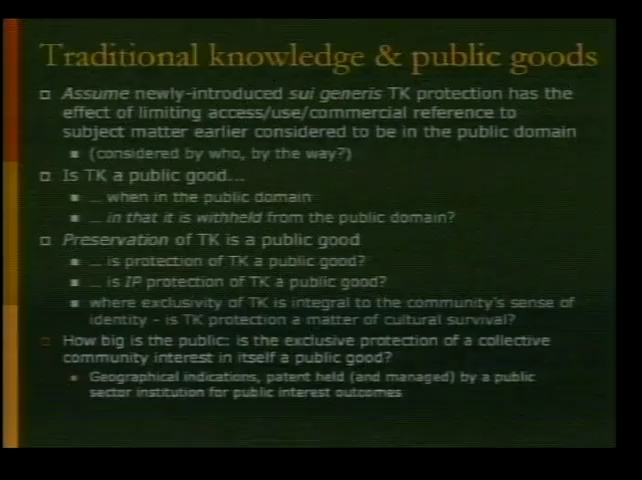 Traditional knowledge & public goods
Assume newly-introduced sui generis TK protection has the
effect of limiting access/use/commercial reference to
subject matter earlier considered to be in the public domain
(considered by who, by the way?)
Is TK a public good...
... when in the public domain
... in that it is withheld from the public domain?
Preservation of TK is a public good
... is protection of TK a public good?
... is IP protection of TK a public good?
where exclusivity of TK is integral to the community's sense of
identity - is TK protection a matter of cultural survival?
How big is the public: is the exclusive protection of a collective
community interest in itself a public good?
Geographical indications, patent held (and managed) by a public
sector institution for public interest outcomes